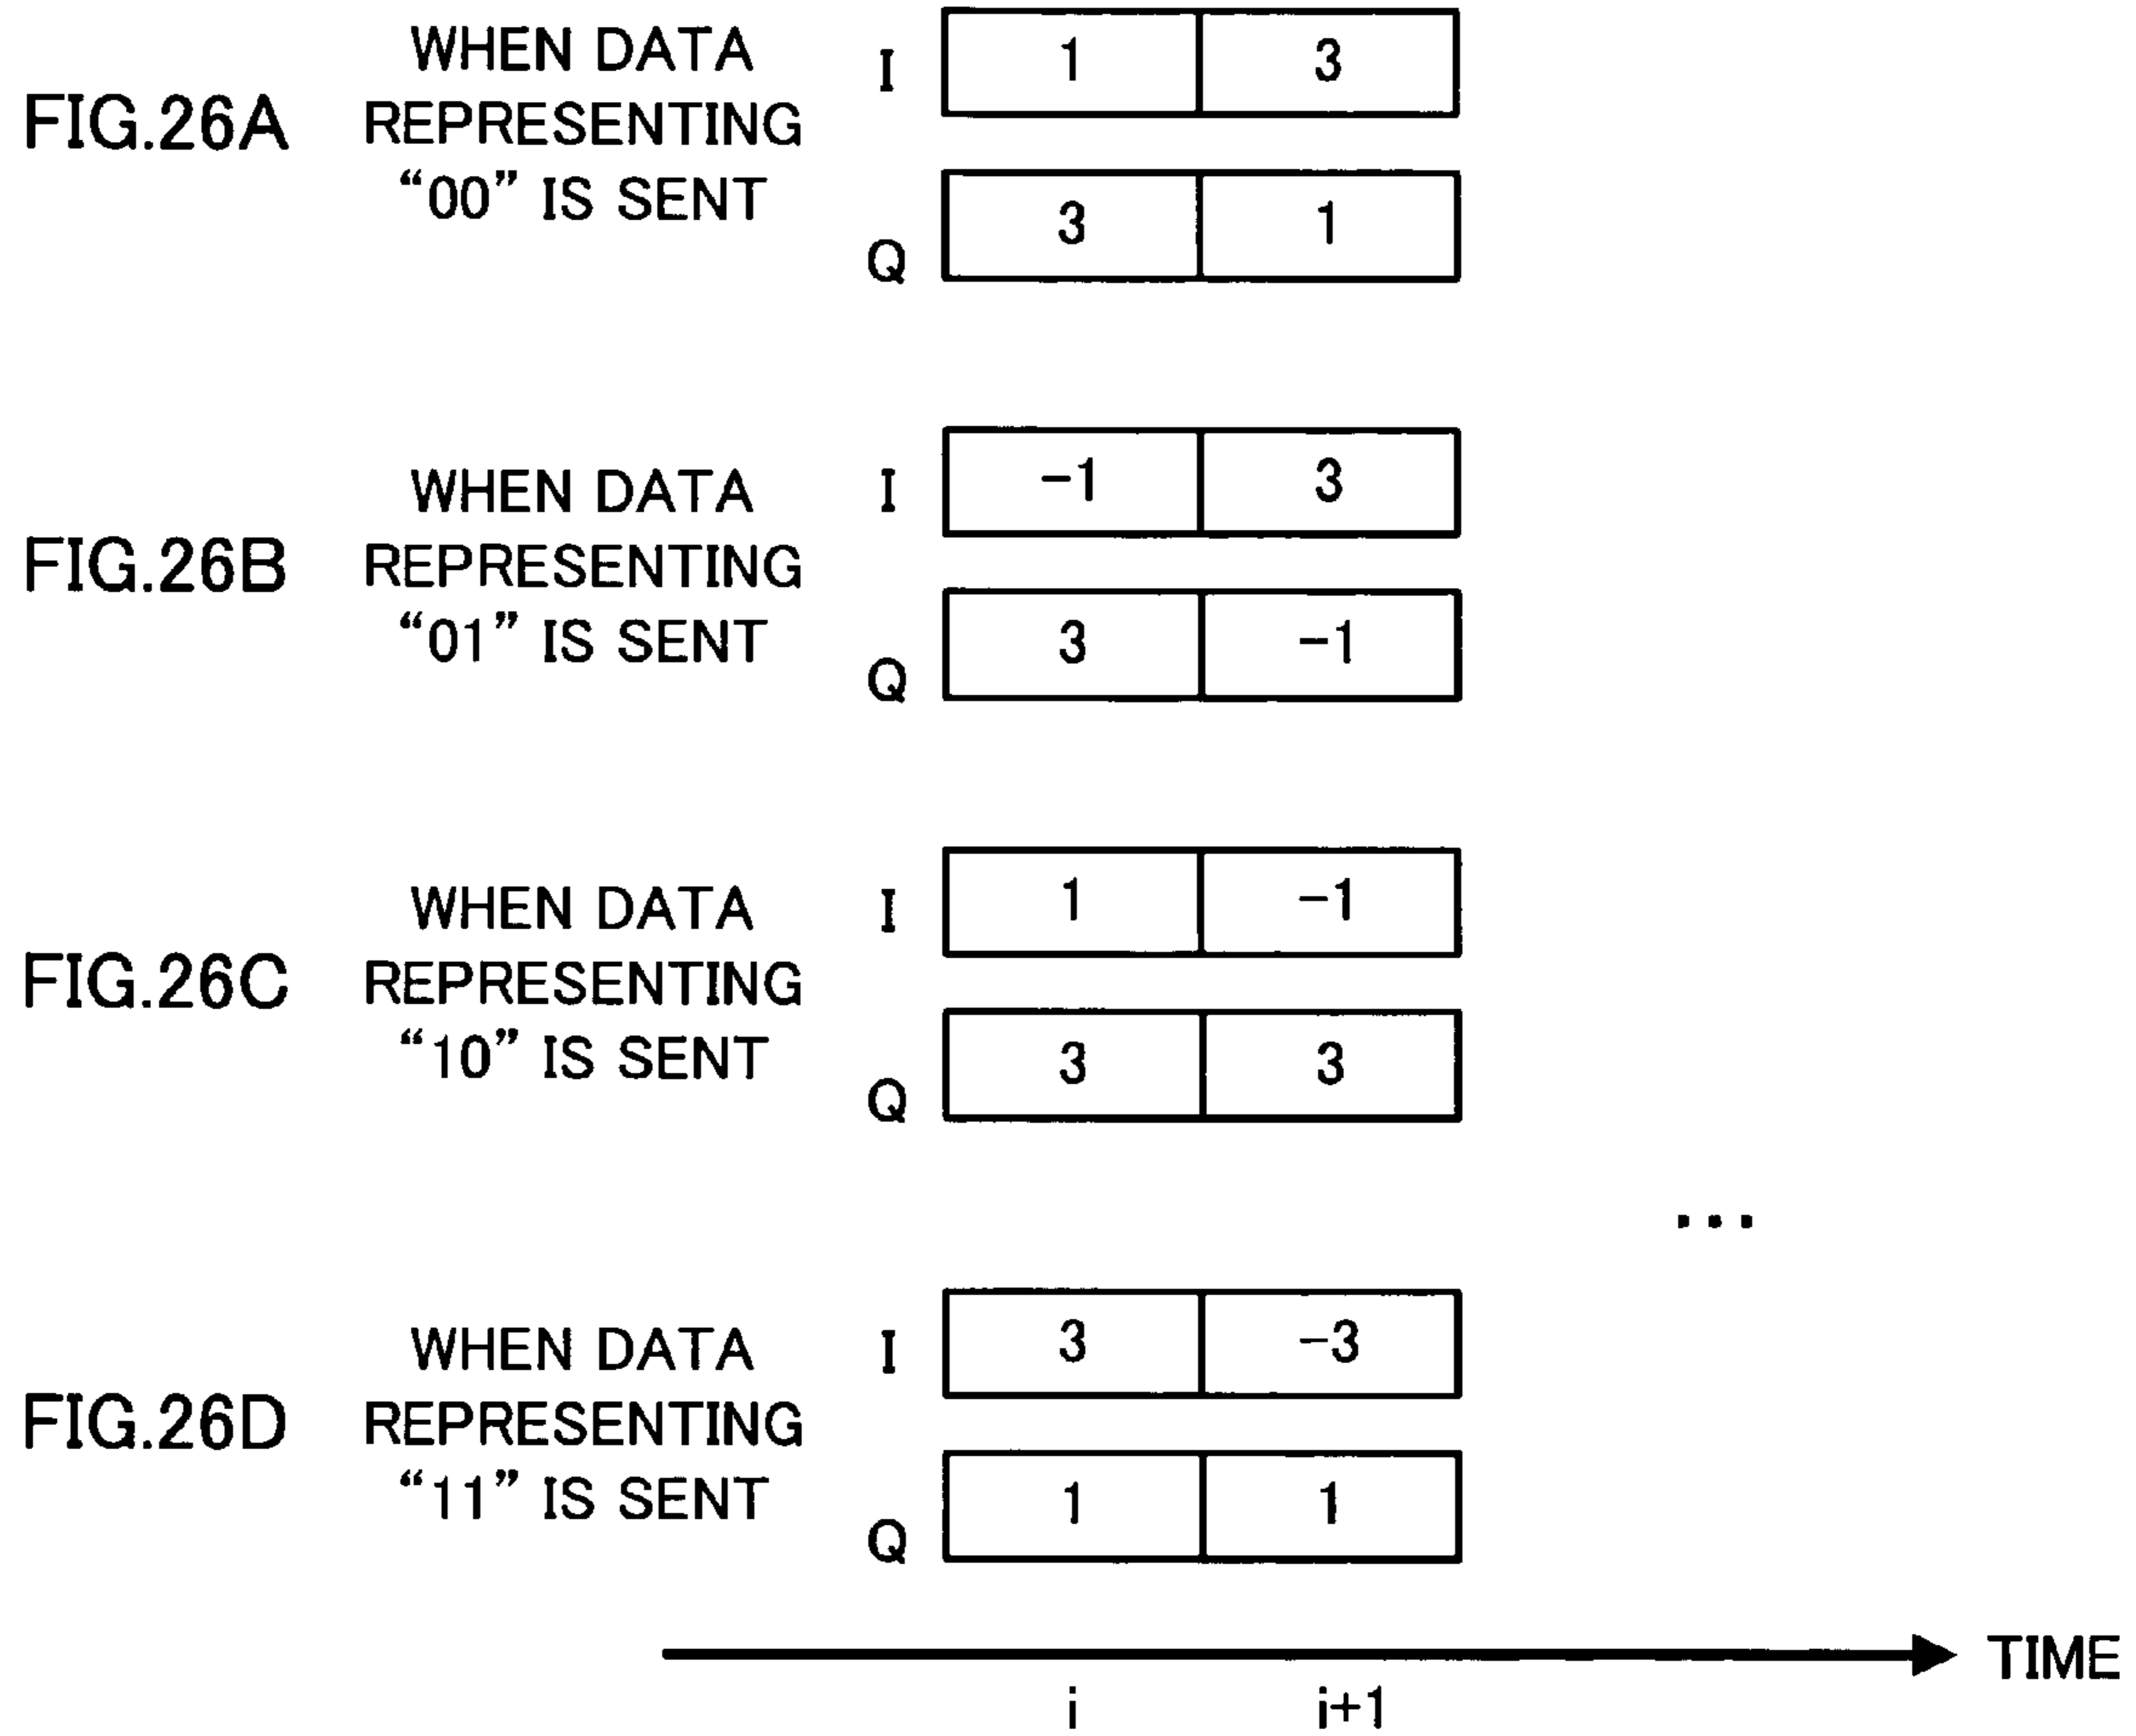 FIG.26A
WHEN DATA
REPRESENTING
“00” IS SENT
I
1 3
Q
3 1
FIG.26B
WHEN DATA
REPRESENTING
“01” IS SENT
I
−1 3
Q
3 −1
FIG.26C
WHEN DATA
REPRESENTING
“10” IS SENT
I
1 −1
Q
3 3
...
FIG.26D
WHEN DATA
REPRESENTING
“11” IS SENT
I
3 −3
Q
1 1
TIME
i i+1